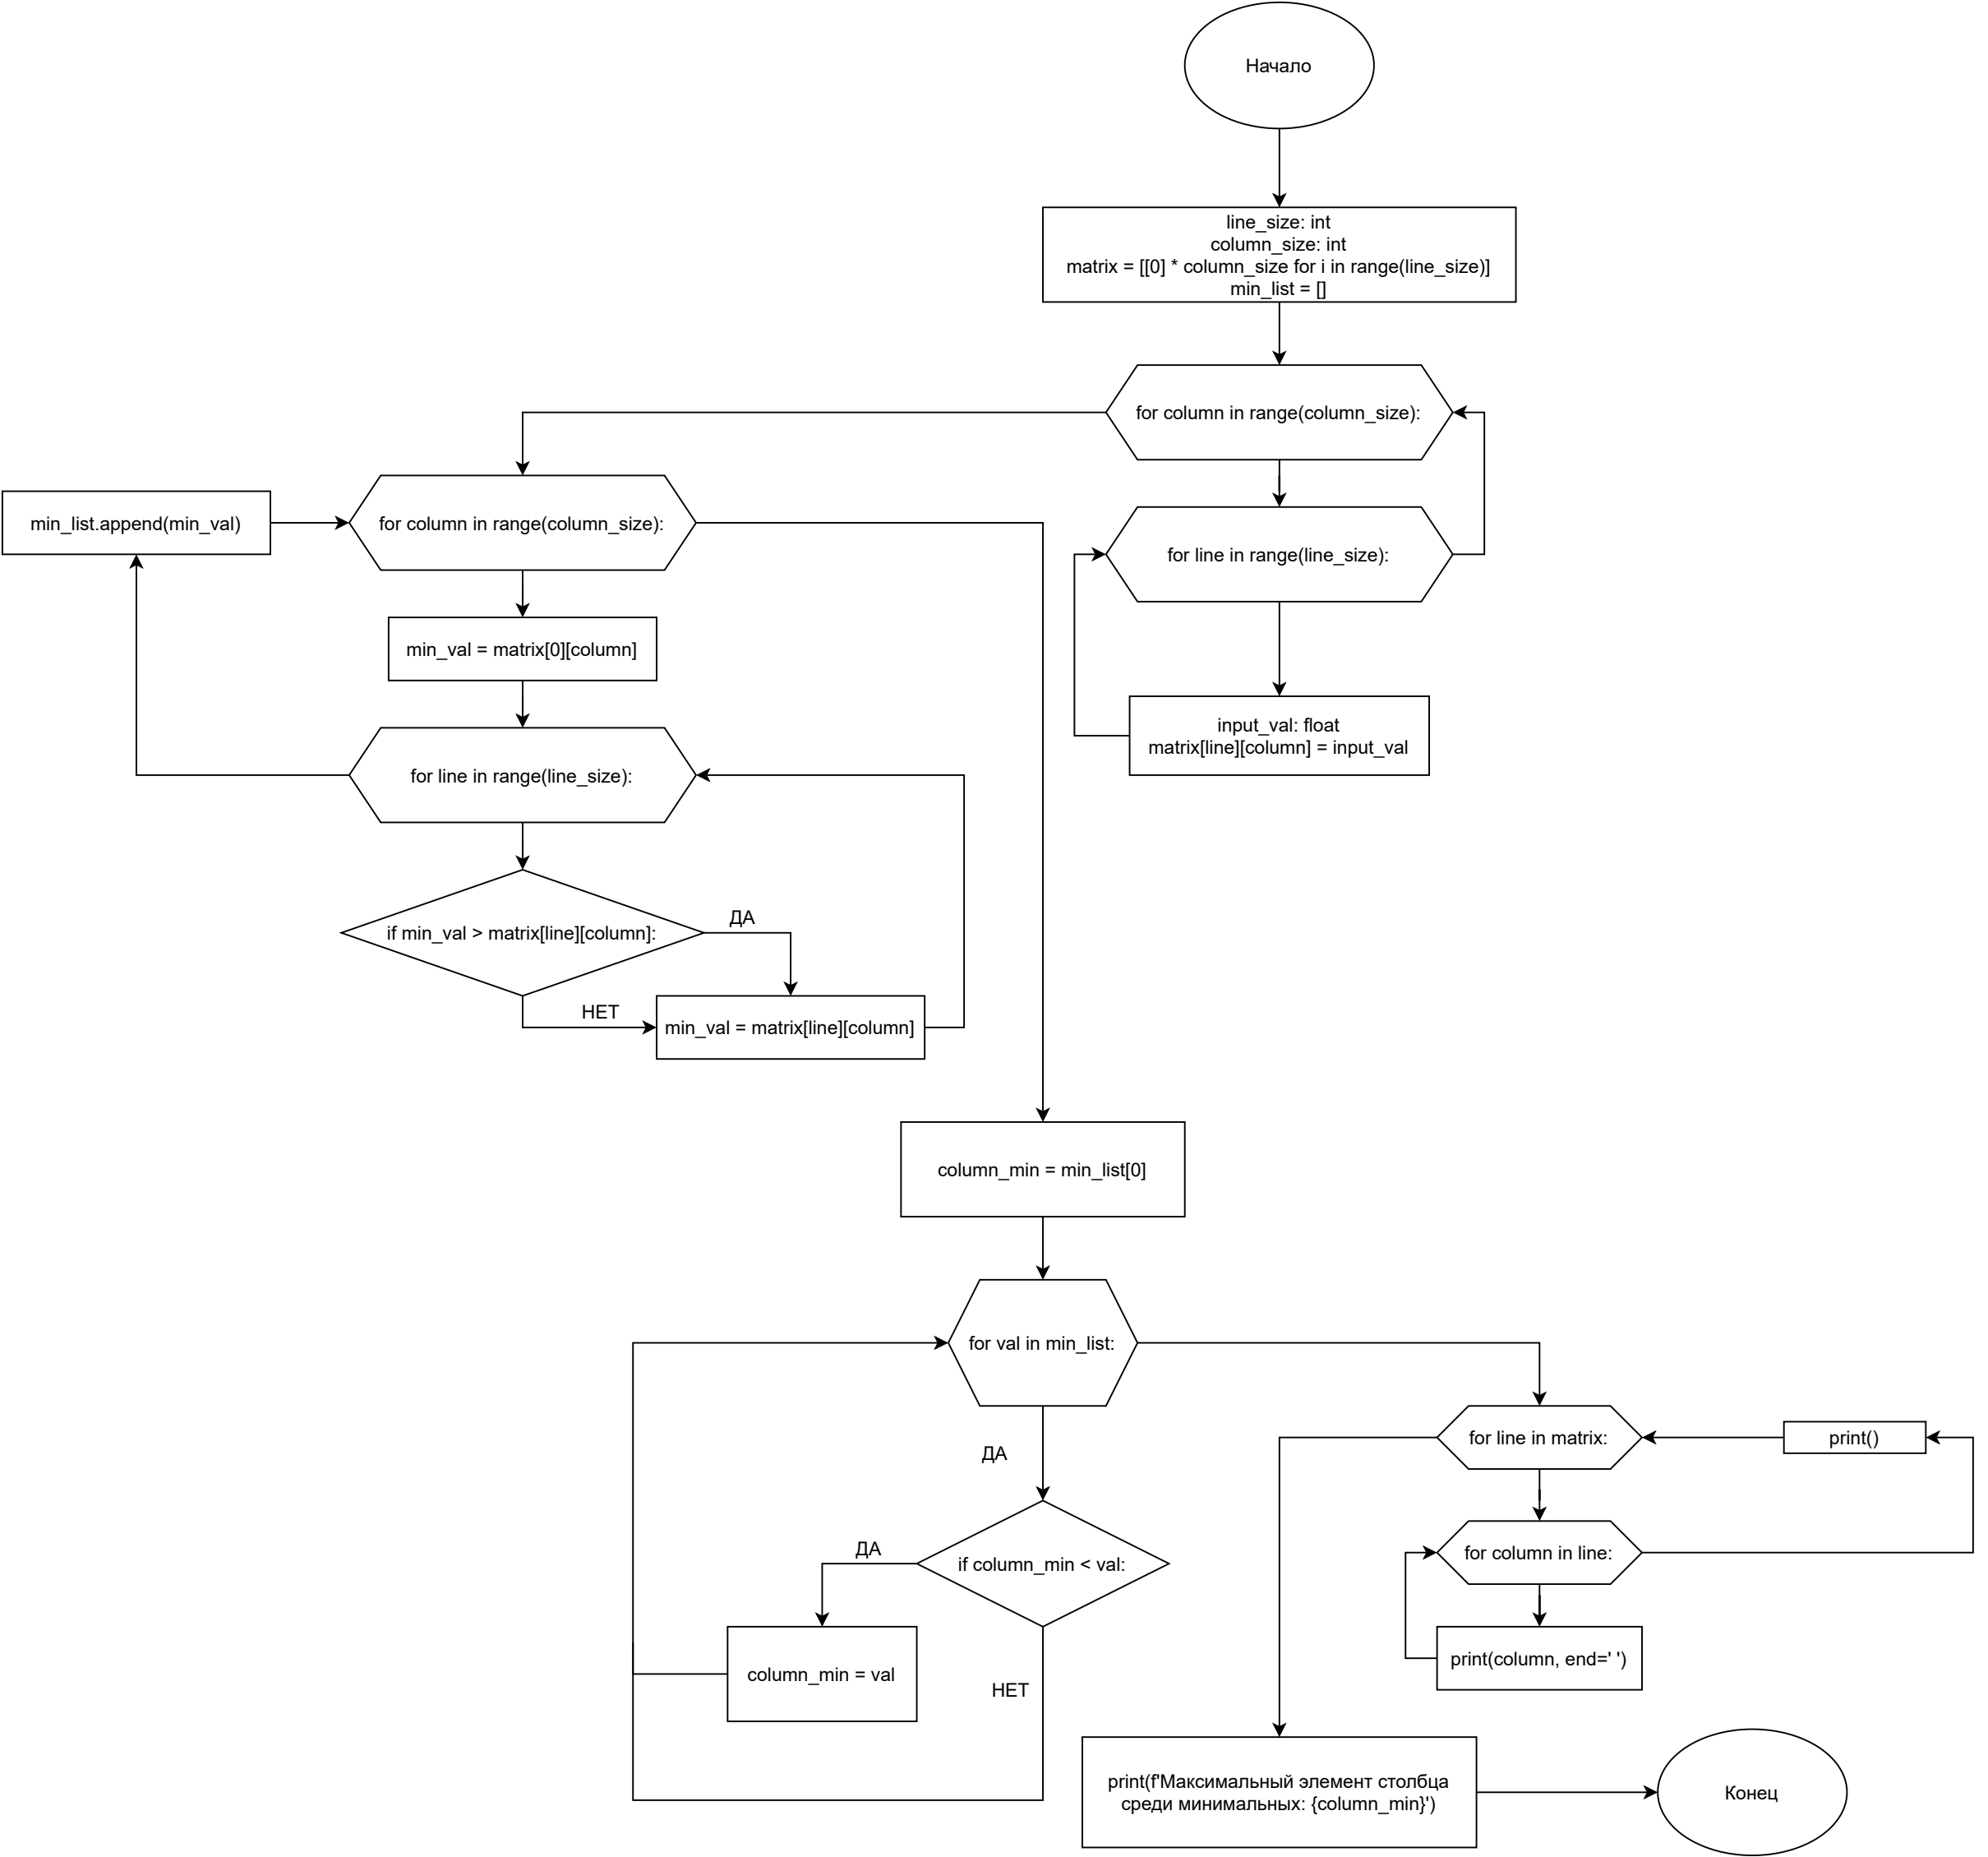 Начало
line_size: int
column_size: int
matrix = [[0] * column_size for i in range(line_size)]
min_list = []
for column in range(column_size):
for line in range(line_size):
input_val: float
matrix[line][column] = input_val
for column in range(column_size):
min_list.append(min_val)
min_val = matrix[0][column]
for line in range(line_size):
if min_val > matrix[line][column]:
ДА
НЕТ
min_val = matrix[line][column]
column_min = min_list[0]
for val in min_list:
ДА
if column_min < val:
ДА
column_min = val
НЕТ
for line in matrix:
print()
for column in line:
print(column, end=' ')
print(f'Максимальный элемент столбца
среди минимальных: {column_min}')
Конец